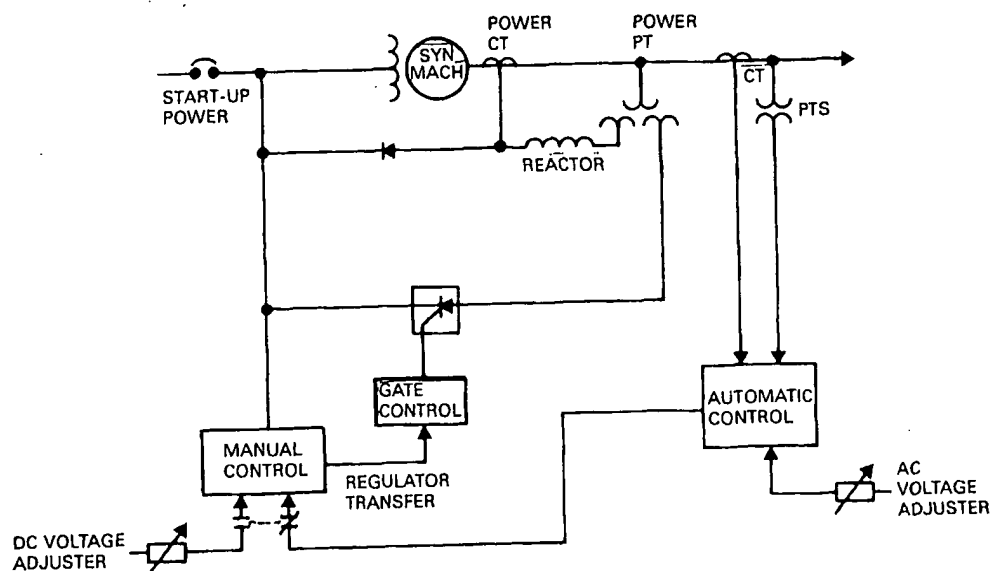 POWER
CT
POWER
PT
SYN
MACH
CT
START-UP
POWER
PTS
REACTOR
GATE
CONTROL
AUTOMATIC
CONTROL
MANUAL
CONTROL
REGULATOR
TRANSFER
AC
VOLTAGE
ADJUSTER
DC VOLTAGE
ADJUSTER